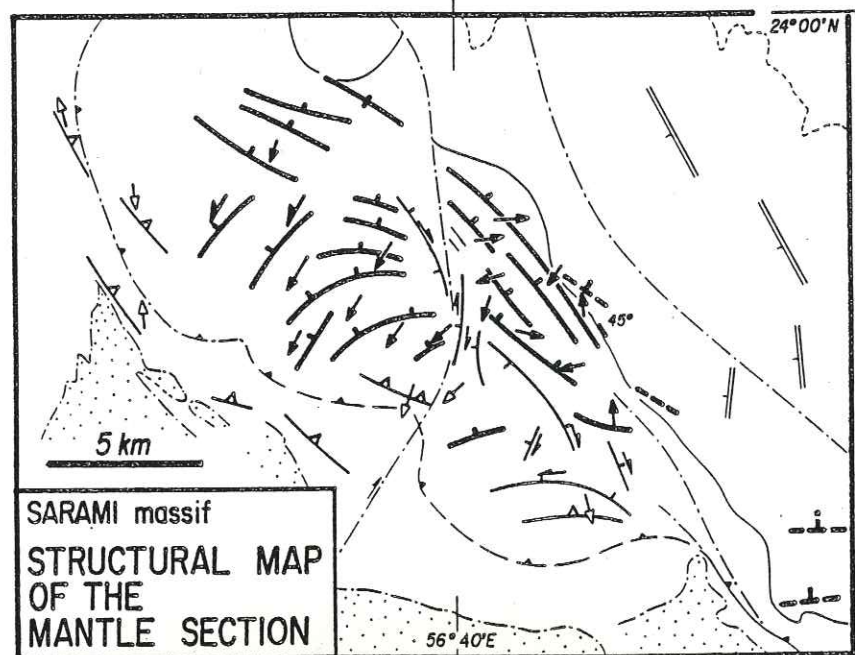 24°00'N
45°
5 km
SARAMI massif
STRUCTURAL MAP
OF THE
MANTLE SECTION
56°40'E